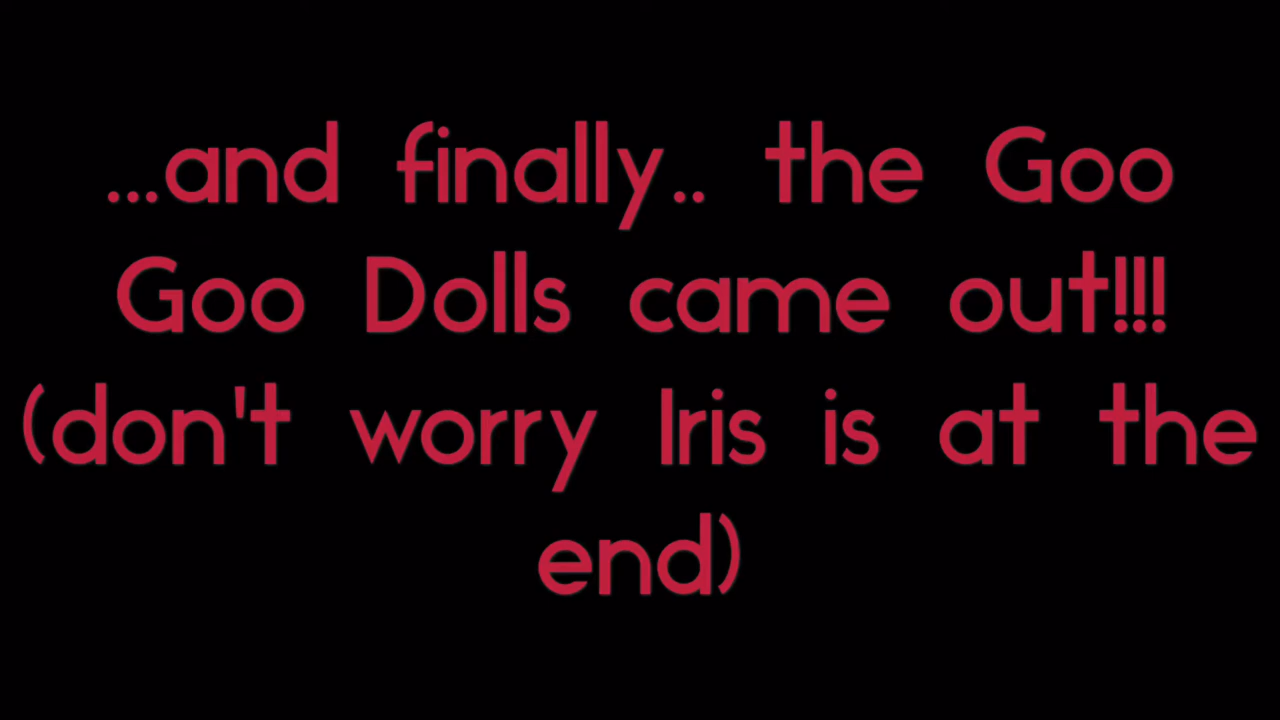 ...and finally.. the Goo
Goo Dolls came out!!!
(don't worry Iris is at the
end)